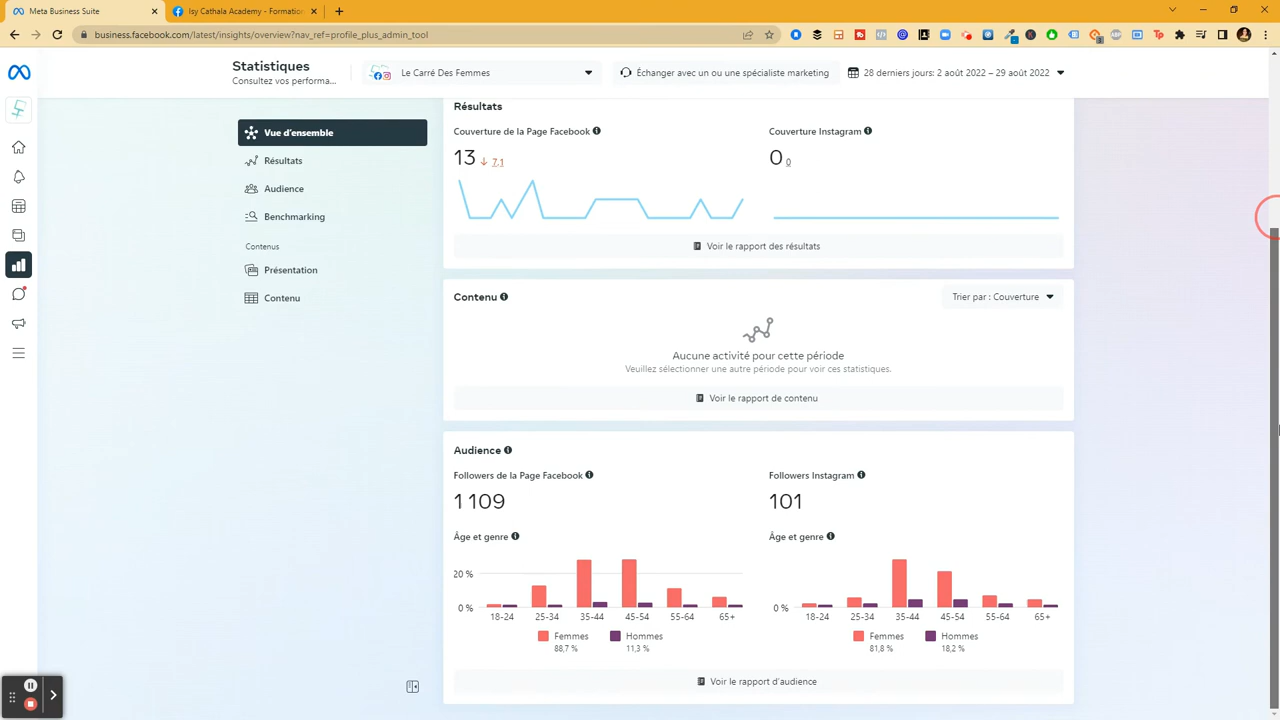 Meta Business Suite
Isy Cathala Academy - Formation
business.facebook.com/latest/insights/overview?nav_ref=profile_plus_admin_tool
Statistiques
Consultez vos performa...
Le Carré Des Femmes
Échanger avec un ou une spécialiste marketing
28 derniers jours: 2 août 2022 – 29 août 2022
Vue d'ensemble
Résultats
Audience
Benchmarking
Contenus
Présentation
Contenu
Résultats
Couverture de la Page Facebook
13 ↓ 7,1
Couverture Instagram
0 0
Voir le rapport des résultats
Contenu
Trier par : Couverture
Aucune activité pour cette période
Veuillez sélectionner une autre période pour voir ces statistiques.
Voir le rapport de contenu
Audience
Followers de la Page Facebook
1 109
Âge et genre
20 %
0 %
18-24 25-34 35-44 45-54 55-64 65+
Femmes Hommes
88,7 % 11,3 %
Followers Instagram
101
Âge et genre
0 %
18-24 25-34 35-44 45-54 55-64 65+
Femmes Hommes
81,8 % 18,2 %
Voir le rapport d'audience